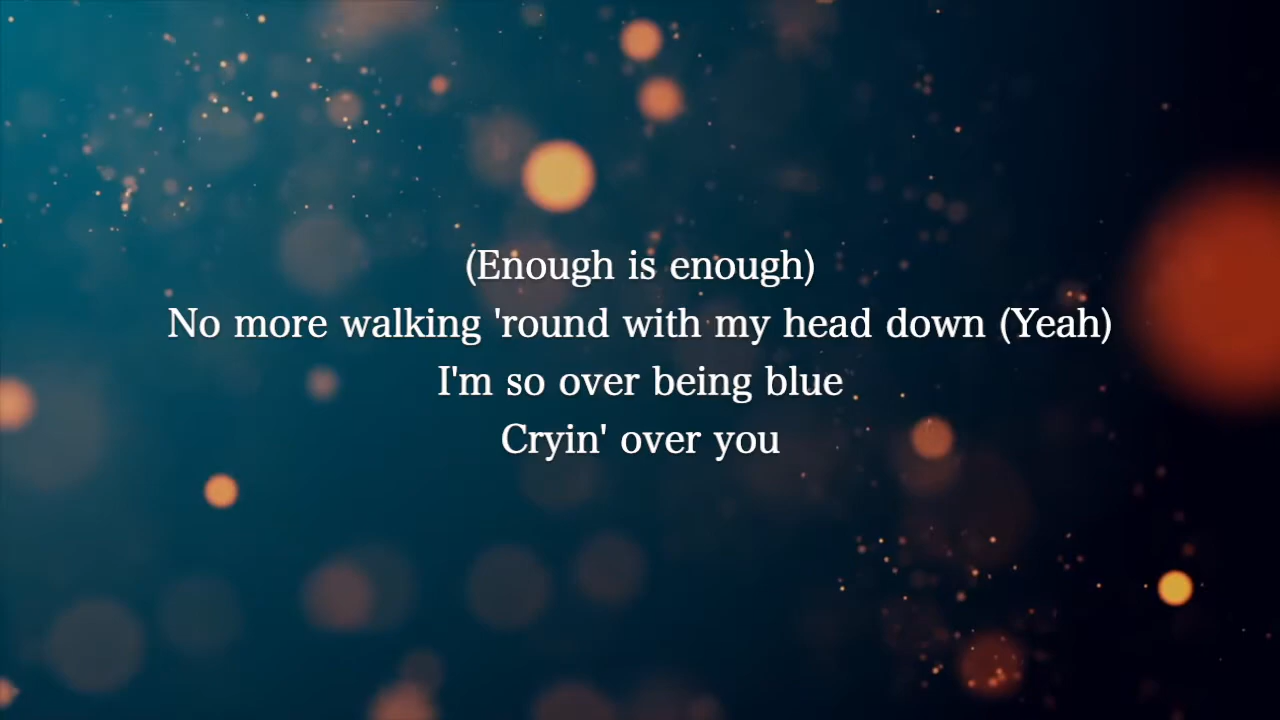 (Enough is enough)
No more walking 'round with my head down (Yeah)
I'm so over being blue
Cryin' over you